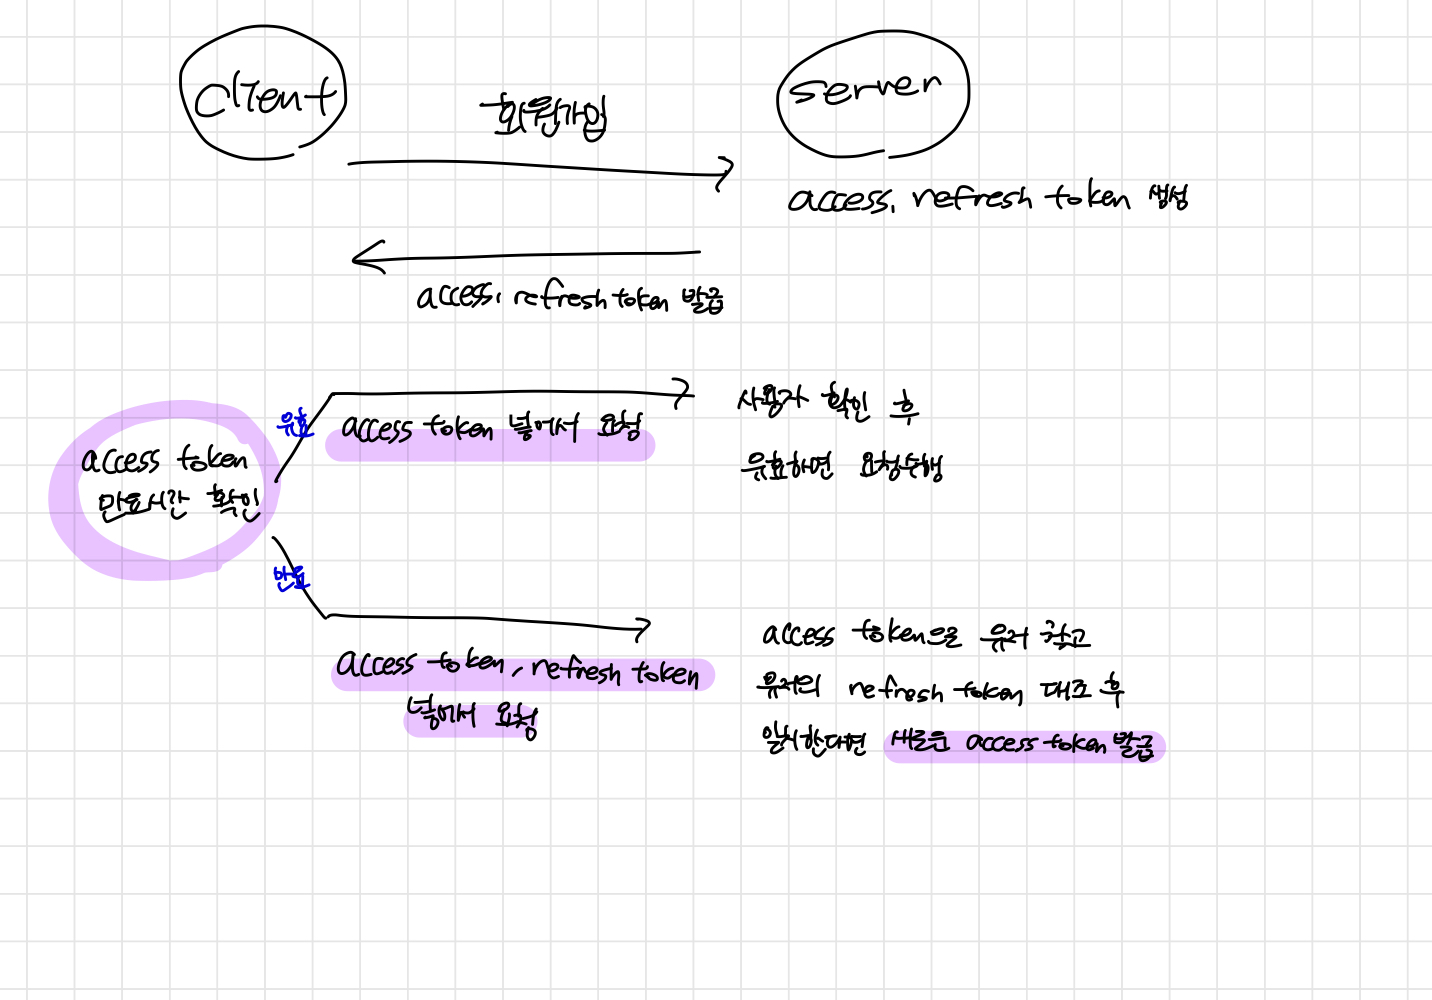 client
server
회원가입
access, refresh token 생성
access, refresh token 발급
유효
access token 넣어서 요청
사용자 확인 후
유효하면 요청수행
access token
만료시간 확인
만료
access token, refresh token
넣어서 요청
access token으로 유저 찾고
유저의 refresh token 대조 후
일치한다면 새로운 access token 발급